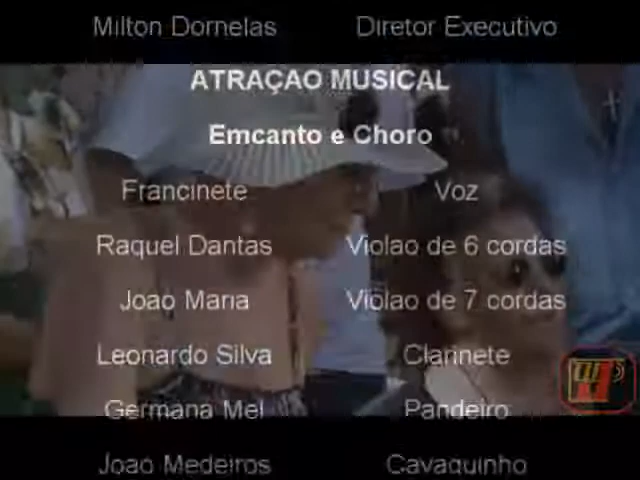 Milton Dornelas Diretor Executivo
ATRAÇAO MUSICAL
Emcanto e Choro
Francinete Voz
Raquel Dantas Violao de 6 cordas
Joao Maria Violao de 7 cordas
Leonardo Silva Clarinete
Germana Mel Pandeiro
Joao Medeiros Cavaquinho